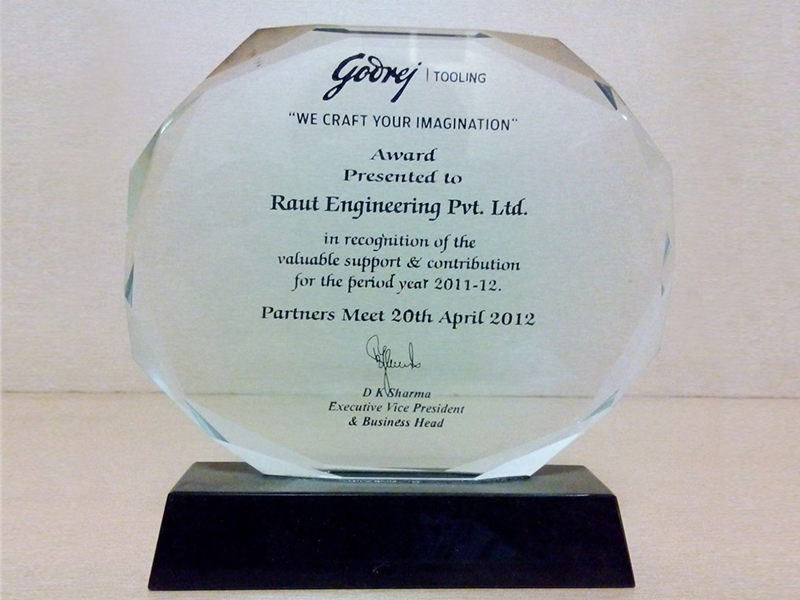 Godrej | TOOLING
"WE CRAFT YOUR IMAGINATION"
Award
Presented to
Raut Engineering Pvt. Ltd.
in recognition of the
valuable support & contribution
for the period year 2011-12.
Partners Meet 20th April 2012
D K Sharma
Executive Vice President
& Business Head